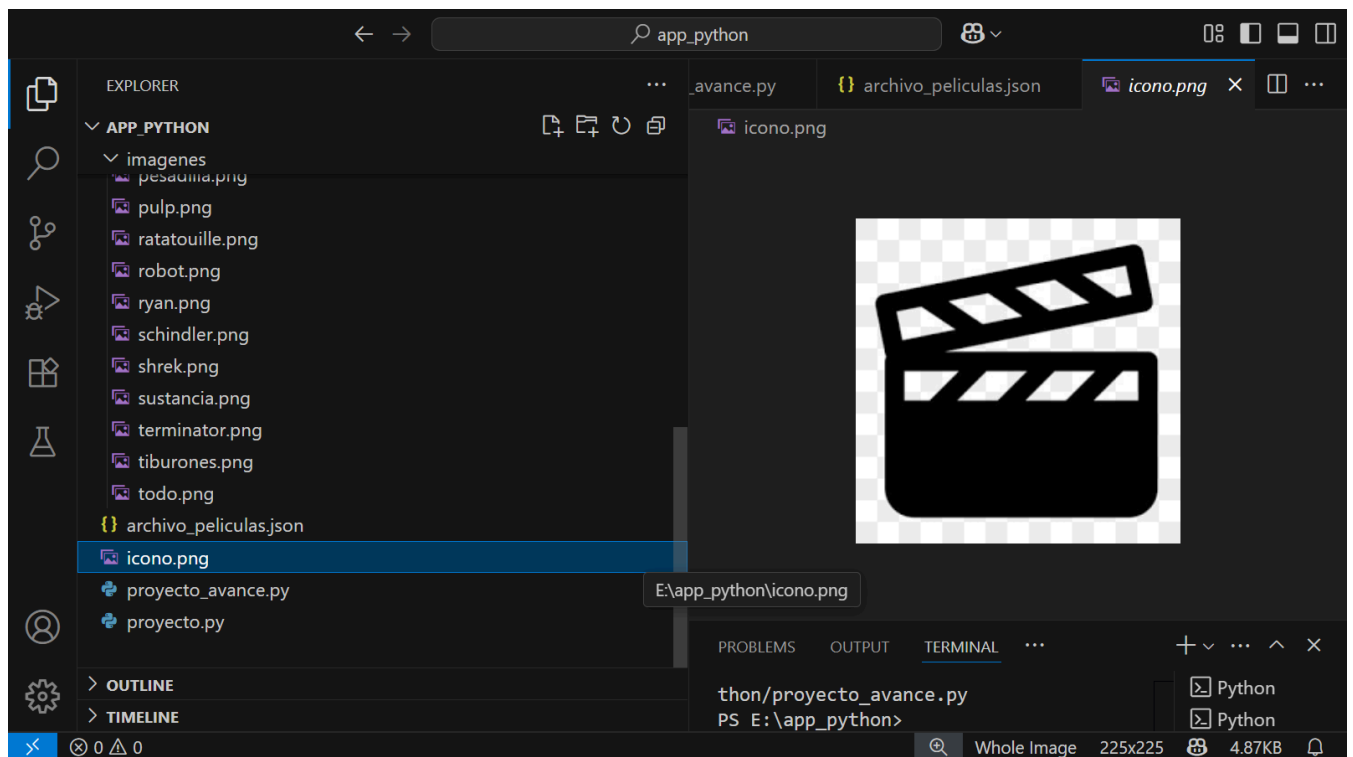 app_python
EXPLORER
_avance.py
archivo_peliculas.json
icono.png
APP_PYTHON
icono.png
imagenes
pesadilla.png
pulp.png
ratatouille.png
robot.png
ryan.png
schindler.png
shrek.png
sustancia.png
terminator.png
tiburones.png
todo.png
archivo_peliculas.json
icono.png
proyecto_avance.py
E:\app_python\icono.png
proyecto.py
PROBLEMS OUTPUT TERMINAL
OUTLINE
TIMELINE
thon/proyecto_avance.py
PS E:\app_python>
Python
Python
0 0
Whole Image 225x225 4.87KB